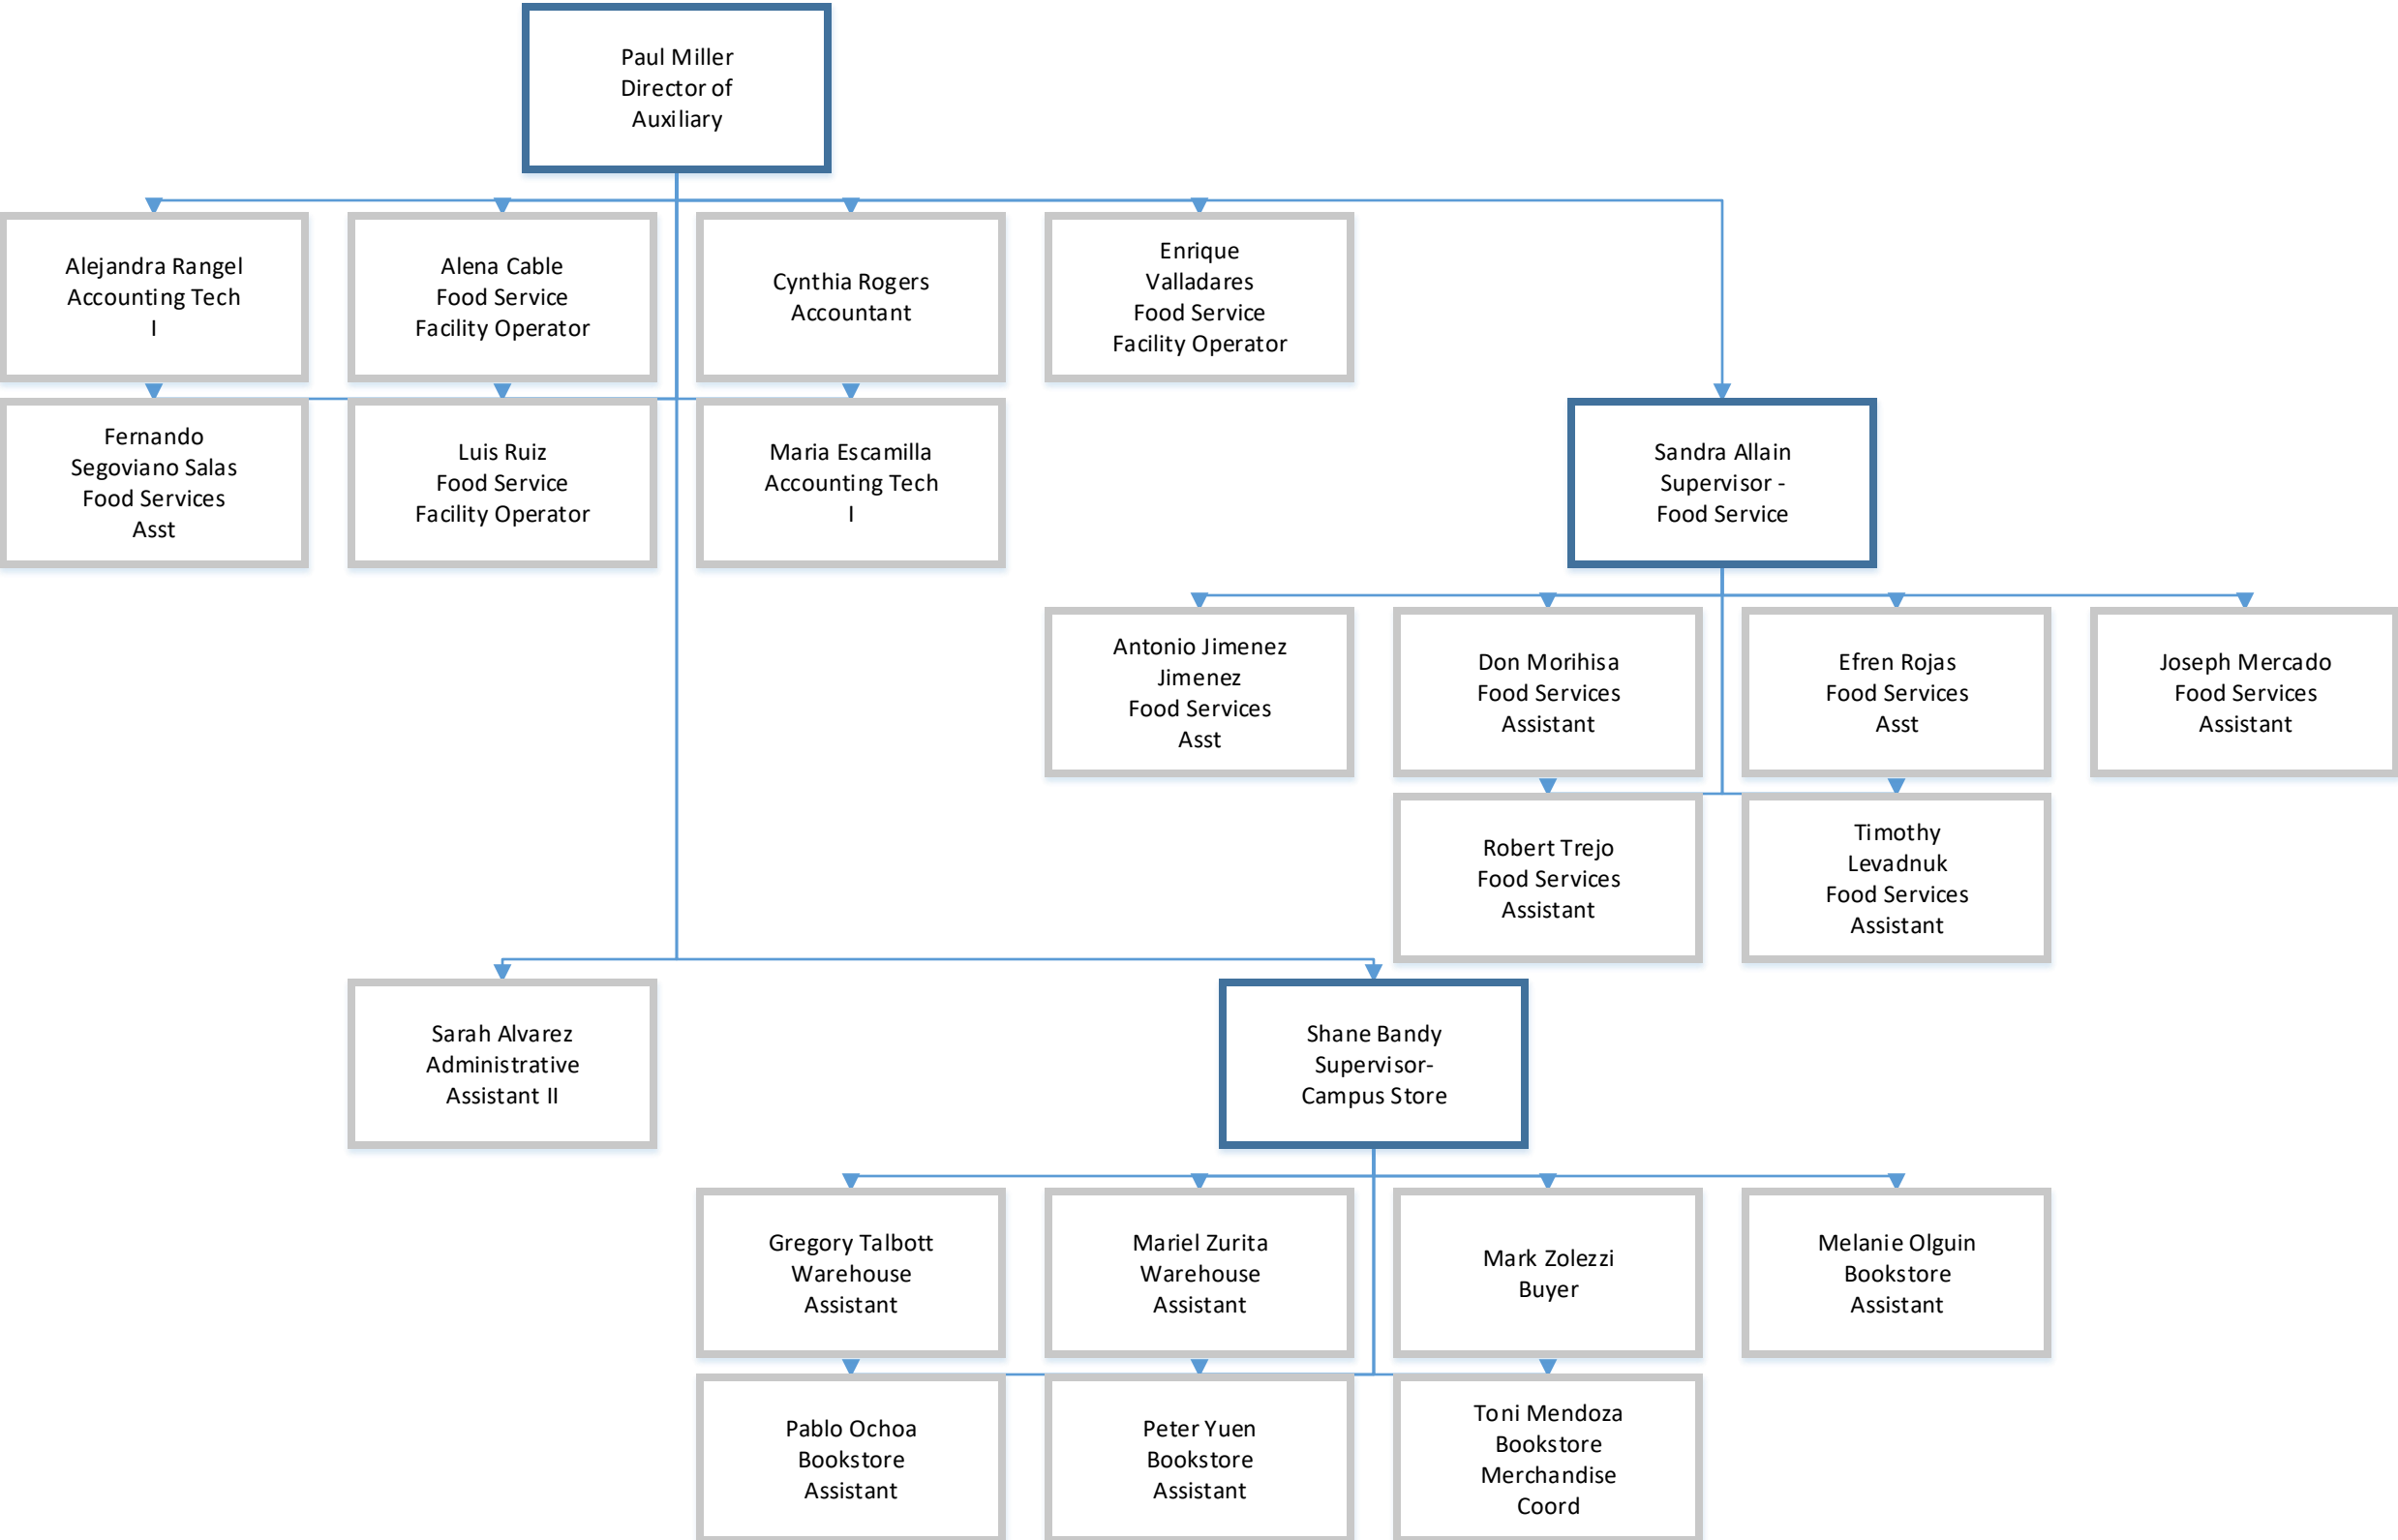 Paul Miller
Director of
Auxiliary
Alejandra Rangel
Accounting Tech
I
Alena Cable
Food Service
Facility Operator
Cynthia Rogers
Accountant
Enrique
Valladares
Food Service
Facility Operator
Fernando
Segoviano Salas
Food Services
Asst
Luis Ruiz
Food Service
Facility Operator
Maria Escamilla
Accounting Tech
I
Sandra Allain
Supervisor -
Food Service
Antonio Jimenez
Jimenez
Food Services
Asst
Don Morihisa
Food Services
Assistant
Efren Rojas
Food Services
Asst
Joseph Mercado
Food Services
Assistant
Robert Trejo
Food Services
Assistant
Timothy
Levadnuk
Food Services
Assistant
Sarah Alvarez
Administrative
Assistant II
Shane Bandy
Supervisor-
Campus Store
Gregory Talbott
Warehouse
Assistant
Mariel Zurita
Warehouse
Assistant
Mark Zolezzi
Buyer
Melanie Olguin
Bookstore
Assistant
Pablo Ochoa
Bookstore
Assistant
Peter Yuen
Bookstore
Assistant
Toni Mendoza
Bookstore
Merchandise
Coord